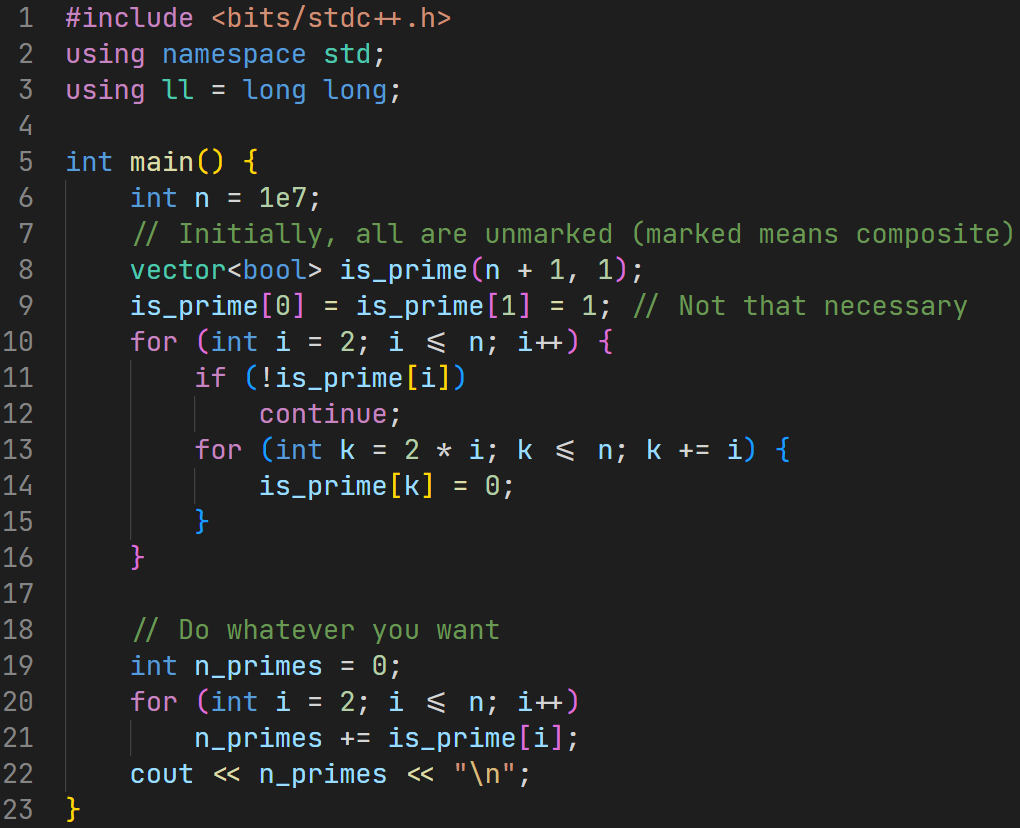 1 #include <bits/stdc++.h>
2 using namespace std;
3 using ll = long long;
4
5 int main() {
6     int n = 1e7;
7     // Initially, all are unmarked (marked means composite)
8     vector<bool> is_prime(n + 1, 1);
9     is_prime[0] = is_prime[1] = 1; // Not that necessary
10     for (int i = 2; i <= n; i++) {
11         if (!is_prime[i])
12             continue;
13         for (int k = 2 * i; k <= n; k += i) {
14             is_prime[k] = 0;
15         }
16     }
17
18     // Do whatever you want
19     int n_primes = 0;
20     for (int i = 2; i <= n; i++)
21         n_primes += is_prime[i];
22     cout << n_primes << "\n";
23 }